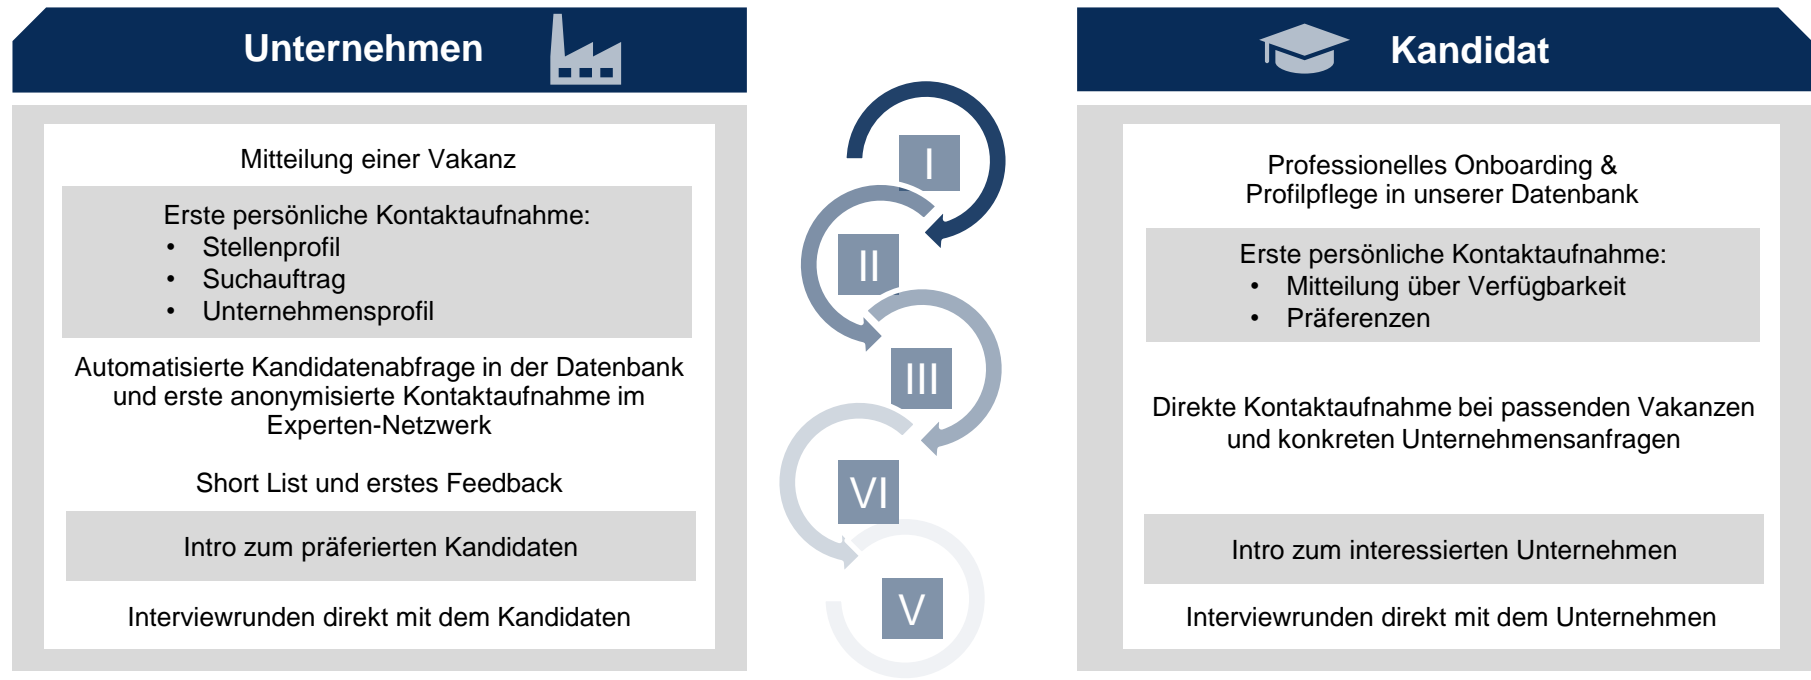 Unternehmen
Mitteilung einer Vakanz
Erste persönliche Kontaktaufnahme:
• Stellenprofil
• Suchauftrag
• Unternehmensprofil
Automatisierte Kandidatenabfrage in der Datenbank
und erste anonymisierte Kontaktaufnahme im
Experten-Netzwerk
Short List und erstes Feedback
Intro zum präferierten Kandidaten
Interviewrunden direkt mit dem Kandidaten
I
II
III
VI
V
Kandidat
Professionelles Onboarding &
Profilpflege in unserer Datenbank
Erste persönliche Kontaktaufnahme:
• Mitteilung über Verfügbarkeit
• Präferenzen
Direkte Kontaktaufnahme bei passenden Vakanzen
und konkreten Unternehmensanfragen
Intro zum interessierten Unternehmen
Interviewrunden direkt mit dem Unternehmen